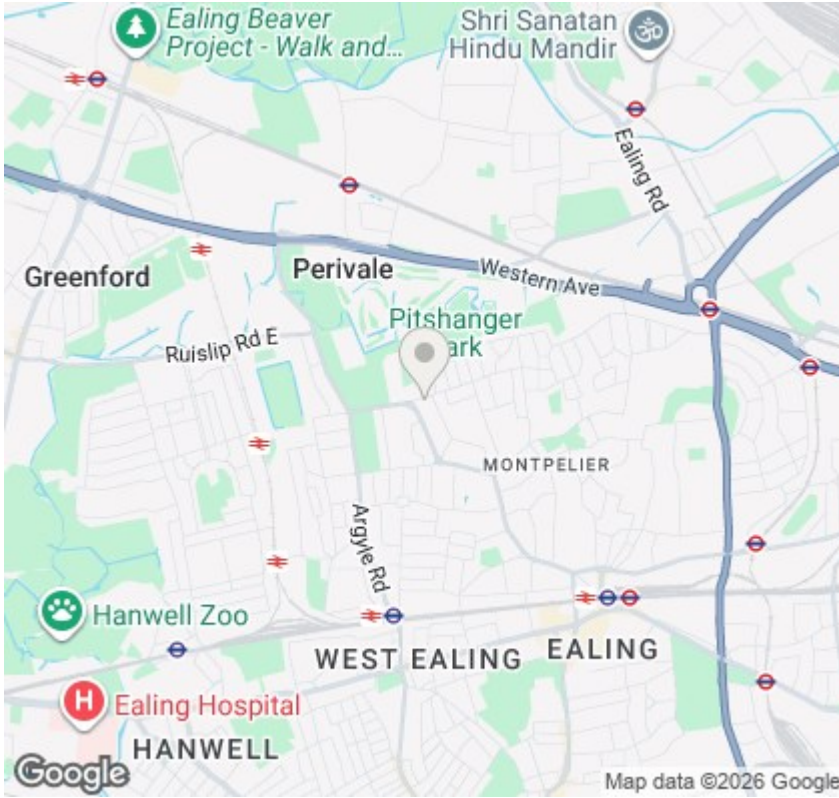 Ealing Beaver
Project - Walk and...
Shri Sanatan
Hindu Mandir
ૐ
Ealing Rd
Greenford
Perivale
Western Ave
Pitshanger
ark
Ruislip Rd E
MONTPELIER
Argyle Rd
Hanwell Zoo
WEST EALING
EALING
H
Ealing Hospital
HANWELL
Google
Map data ©2026 Google